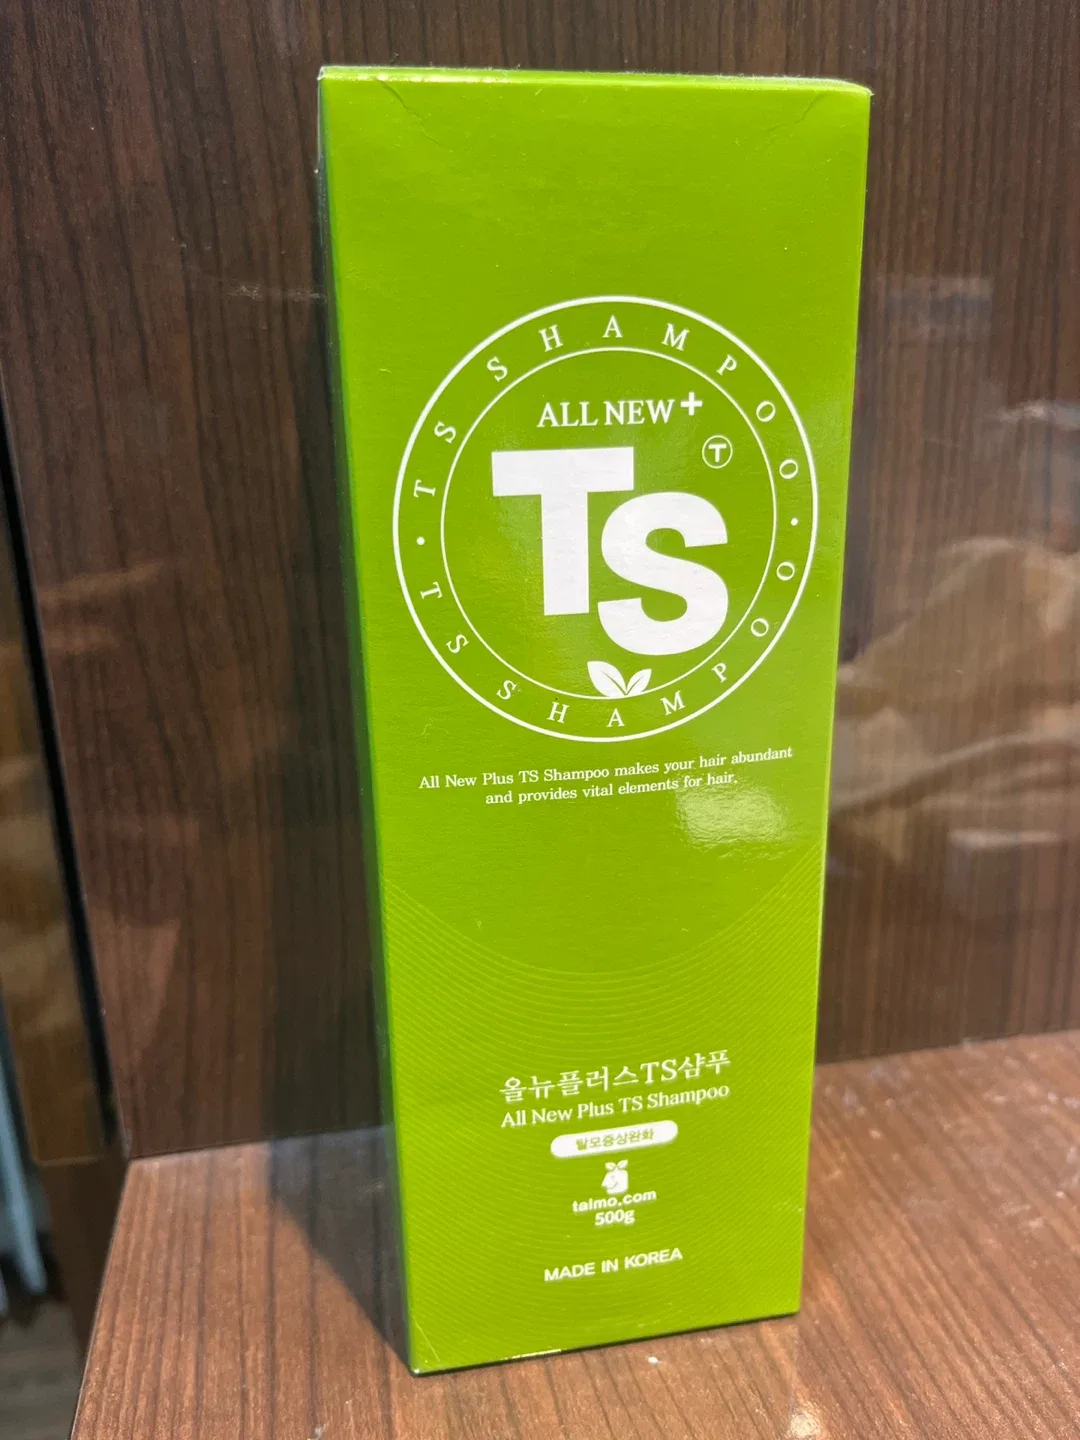 TS SHAMPOO · TS SHAMPOO ·
ALL NEW+
T
TS
All New Plus TS Shampoo makes your hair abundant
and provides vital elements for hair.
올뉴플러스TS샴푸
All New Plus TS Shampoo
탈모증상완화
talmo.com
500g
MADE IN KOREA